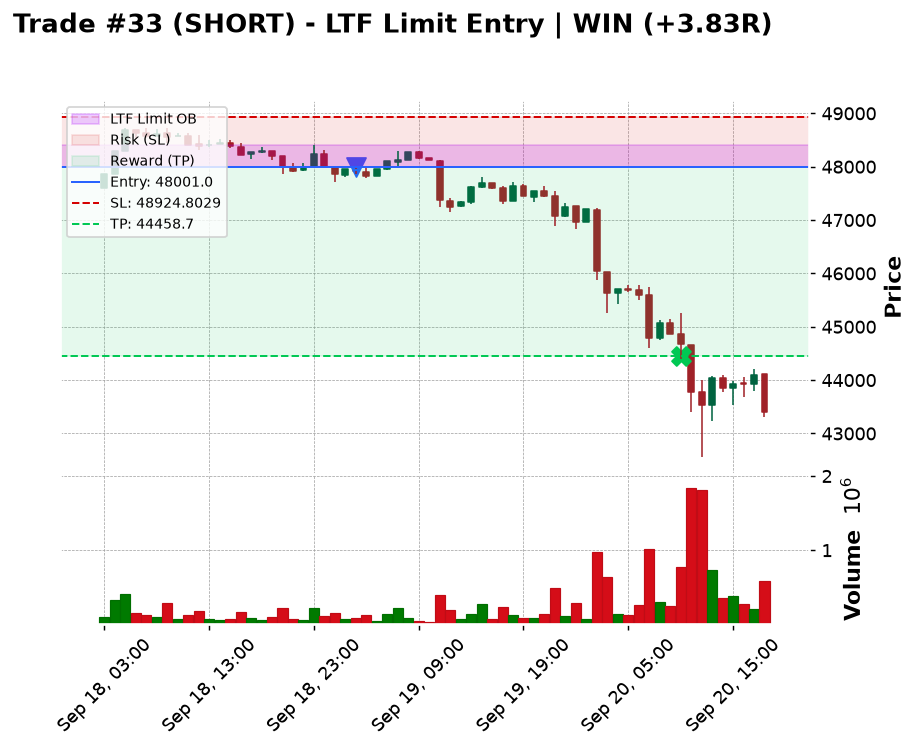 Trade #33 (SHORT) - LTF Limit Entry | WIN (+3.83R)
LTF Limit OB
Risk (SL)
Reward (TP)
Entry: 48001.0
SL: 48924.8029
TP: 44458.7
49000
48000
47000
46000
45000
44000
43000
Price
2
1
Volume 10⁶
Sep 18, 03:00
Sep 18, 13:00
Sep 18, 23:00
Sep 19, 09:00
Sep 19, 19:00
Sep 20, 05:00
Sep 20, 15:00